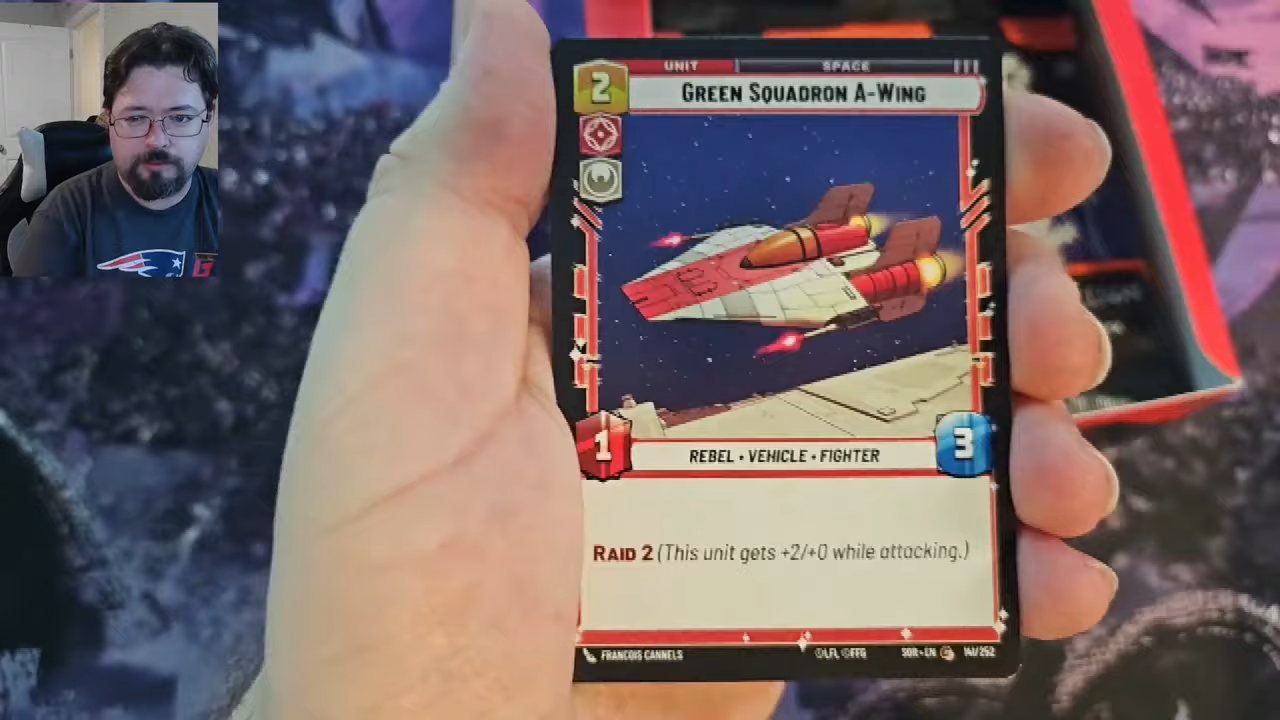 UNIT
SPACE
2
GREEN SQUADRON A-WING
1
REBEL • VEHICLE • FIGHTER
3
RAID 2 (This unit gets +2/+0 while attacking.)
FRANCOIS CANNELS
©LFL ©FFG
SOR • EN
141/252